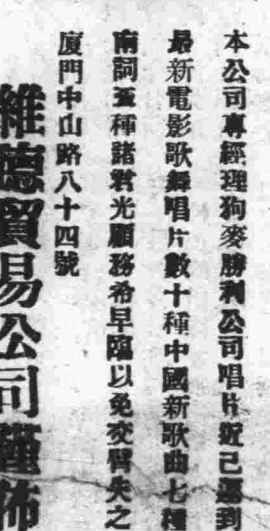 本公司專經理狗麥勝利公司唱片近已運到
最新電影歌舞唱片數十種中國新歌曲七種
南詞五種諸君光顧務希早臨以免交臂失之
廈門中山路八十四號
維德貿易公司謹佈